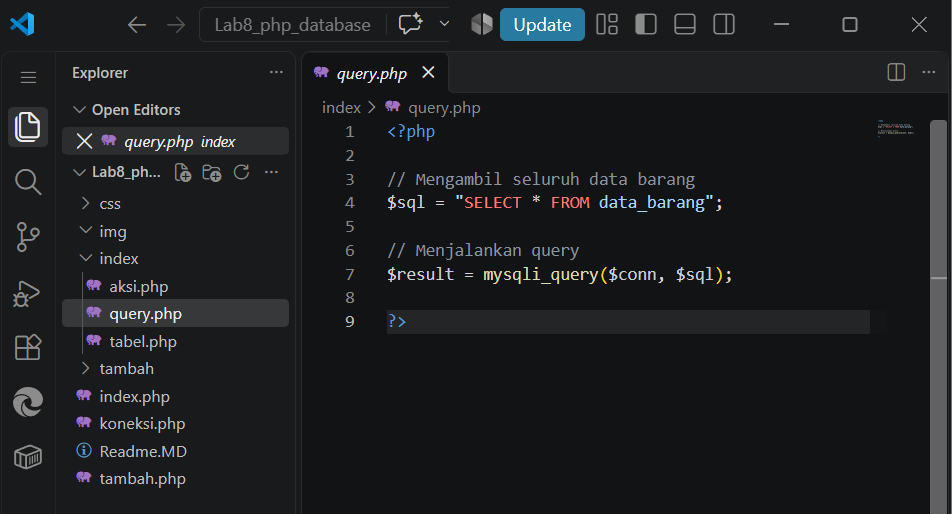 Lab8_php_database
Update
Explorer
Open Editors
query.php index
Lab8_ph...
css
img
index
aksi.php
query.php
tabel.php
tambah
index.php
koneksi.php
Readme.MD
tambah.php
query.php
index > query.php
1 <?php
2
3 // Mengambil seluruh data barang
4 $sql = "SELECT * FROM data_barang";
5
6 // Menjalankan query
7 $result = mysqli_query($conn, $sql);
8
9 ?>